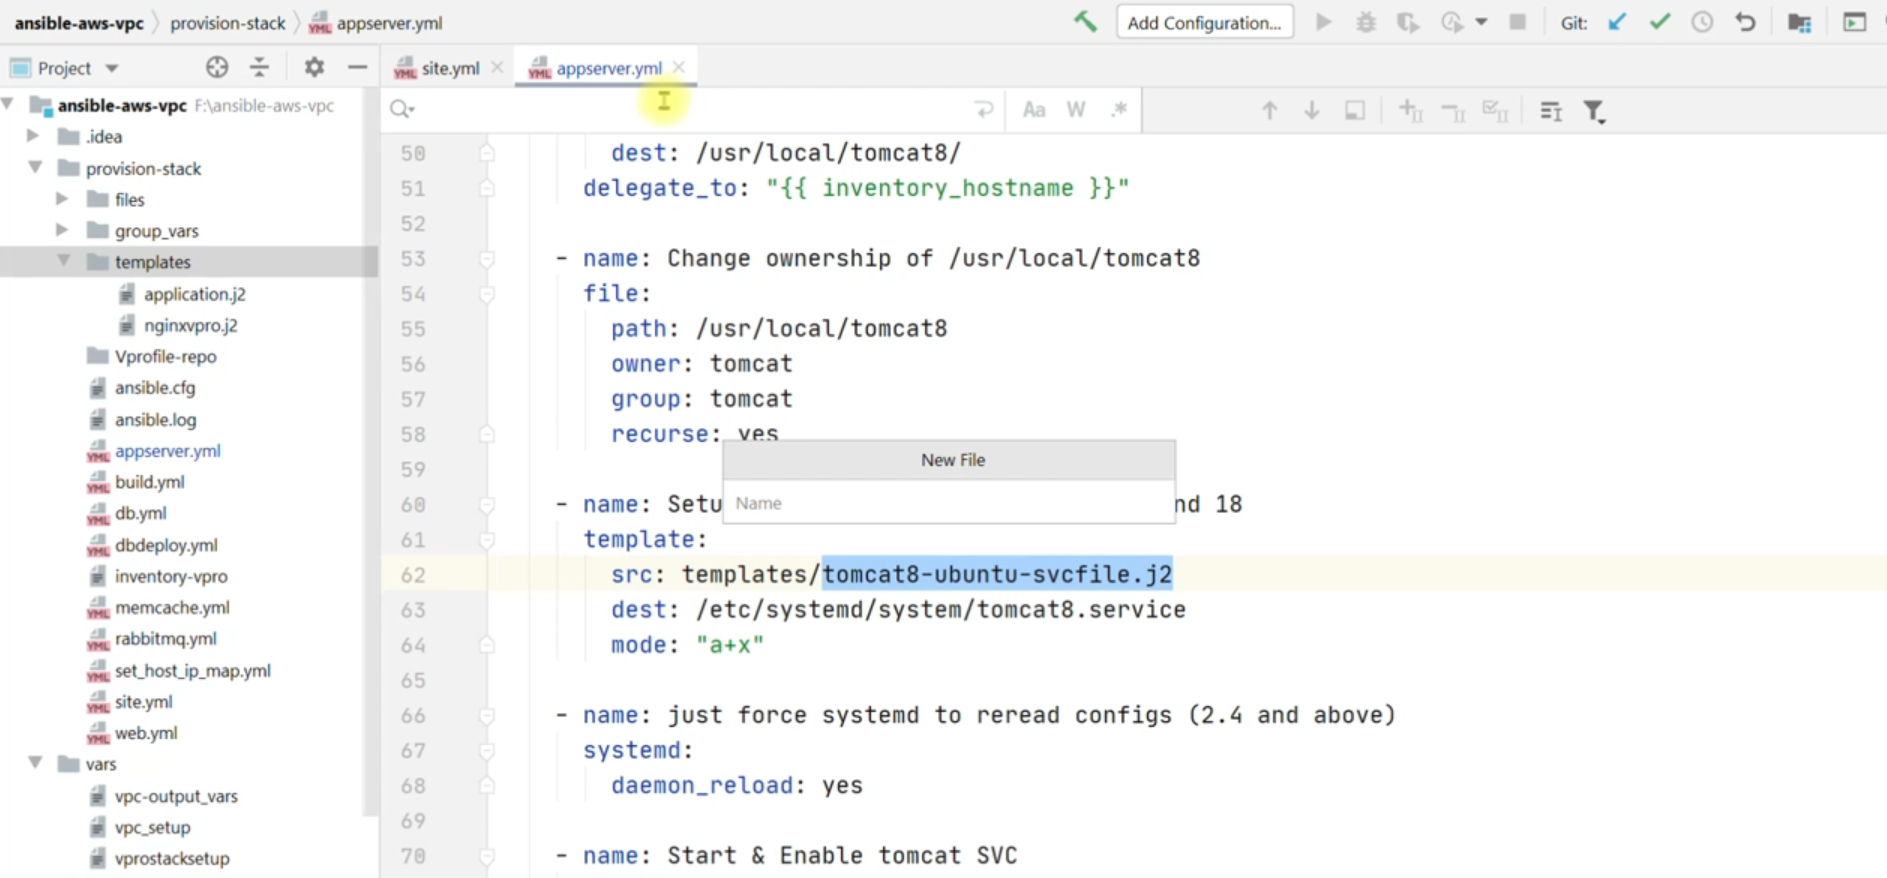 ansible-aws-vpc provision-stack appserver.yml
Add Configuration...
Git:
Project
site.yml
appserver.yml
ansible-aws-vpc F:\ansible-aws-vpc
.idea
provision-stack
files
group_vars
templates
application.j2
nginxvpro.j2
Vprofile-repo
ansible.cfg
ansible.log
appserver.yml
build.yml
db.yml
dbdeploy.yml
inventory-vpro
memcache.yml
rabbitmq.yml
set_host_ip_map.yml
site.yml
web.yml
vars
vpc-output_vars
vpc_setup
vprostacksetup
Aa W .*
50 dest: /usr/local/tomcat8/
51 delegate_to: "{{ inventory_hostname }}"
52
53 - name: Change ownership of /usr/local/tomcat8
54 file:
55 path: /usr/local/tomcat8
56 owner: tomcat
57 group: tomcat
58 recurse: yes
59
New File
Name
60 - name: Setu nd 18
61 template:
62 src: templates/tomcat8-ubuntu-svcfile.j2
63 dest: /etc/systemd/system/tomcat8.service
64 mode: "a+x"
65
66 - name: just force systemd to reread configs (2.4 and above)
67 systemd:
68 daemon_reload: yes
69
70 - name: Start & Enable tomcat SVC